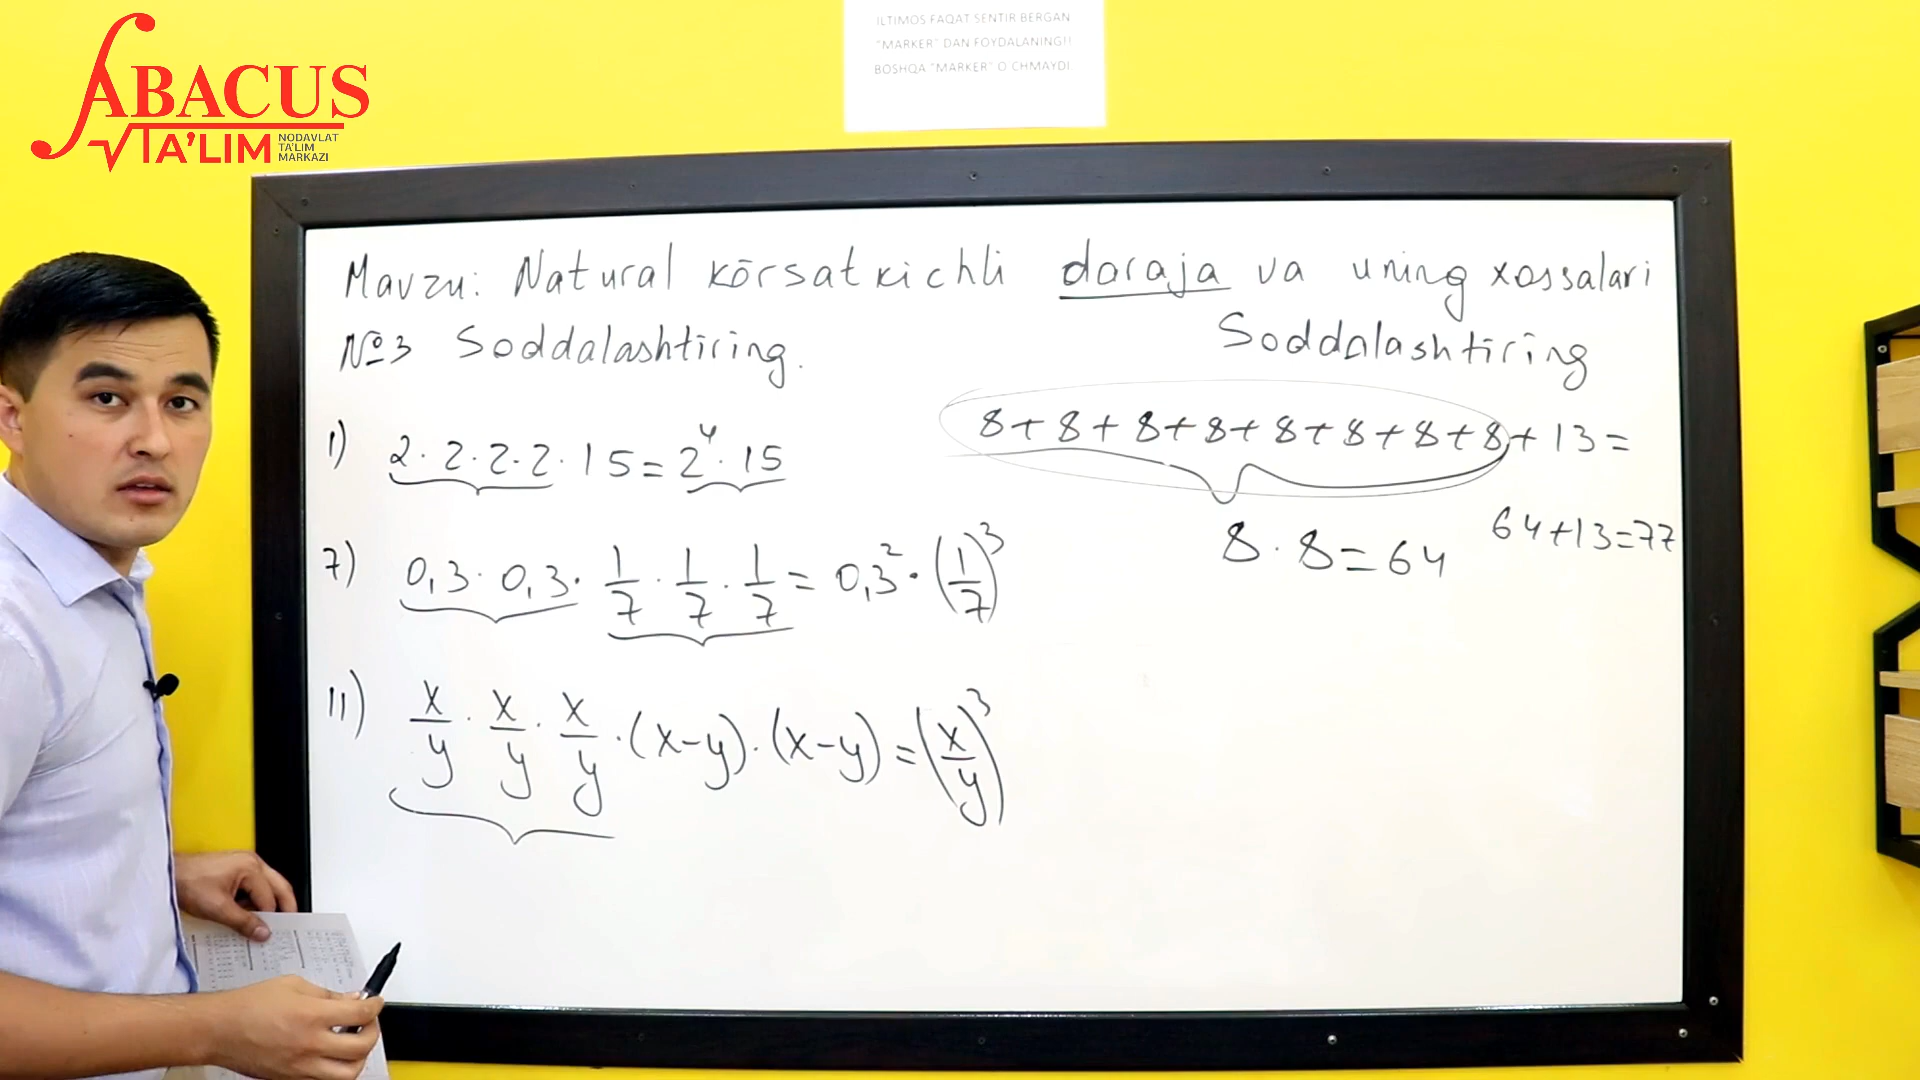 ABACUS
TA'LIM
NODAVLAT
TA'LIM
MARKAZI
ILTIMOS FAQAT SENTIR BERGAN
"MARKER" DAN FOYDALANING!!
BOSHQA "MARKER" O CHMAYDI
Mavzu: Natural kōrsatkichli daraja va uning xossalari
№3 Soddalashtiring.
1) 2·2·2·2·15=2⁴·15
7) 0,3·0,3·1/7·1/7·1/7=0,3²·(1/7)³
11) x/y·x/y·x/y·(x-y)·(x-y)=(x/y)³
Soddalashtiring
8+8+8+8+8+8+8+8+13=
8·8=64
64+13=77